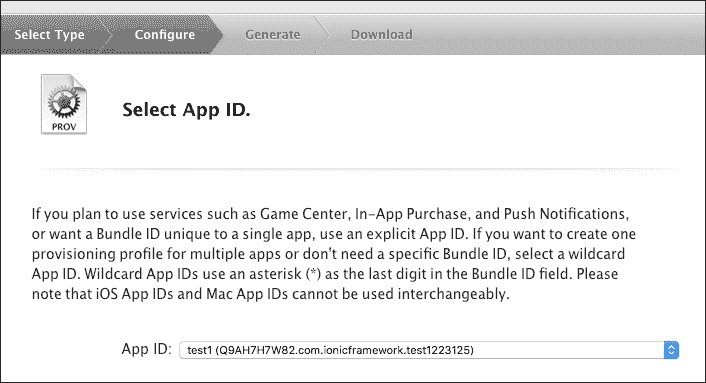 Select Type Configure Generate Download
PROV
Select App ID.
If you plan to use services such as Game Center, In-App Purchase, and Push Notifications,
or want a Bundle ID unique to a single app, use an explicit App ID. If you want to create one
provisioning profile for multiple apps or don't need a specific Bundle ID, select a wildcard
App ID. Wildcard App IDs use an asterisk (*) as the last digit in the Bundle ID field. Please
note that iOS App IDs and Mac App IDs cannot be used interchangeably.
App ID: test1 (Q9AH7H7W82.com.ionicframework.test1223125)